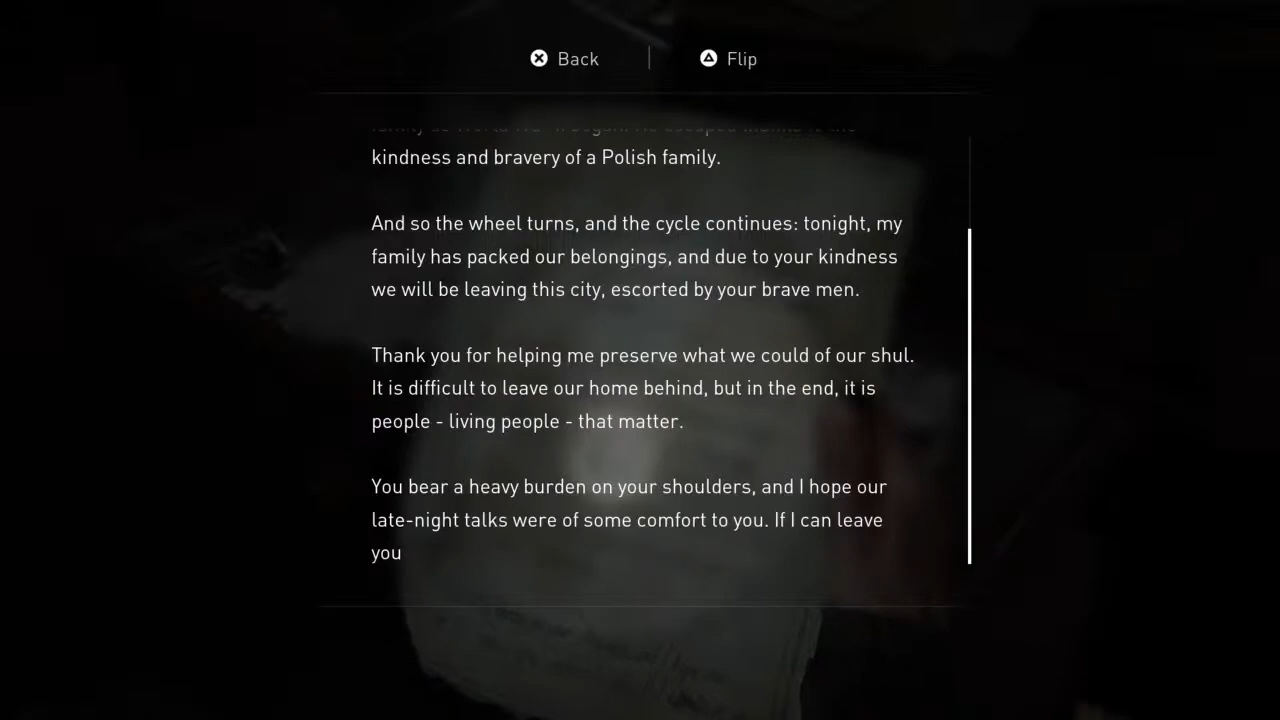 Back | Flip
kindness and bravery of a Polish family.
And so the wheel turns, and the cycle continues: tonight, my
family has packed our belongings, and due to your kindness
we will be leaving this city, escorted by your brave men.
Thank you for helping me preserve what we could of our shul.
It is difficult to leave our home behind, but in the end, it is
people - living people - that matter.
You bear a heavy burden on your shoulders, and I hope our
late-night talks were of some comfort to you. If I can leave
you